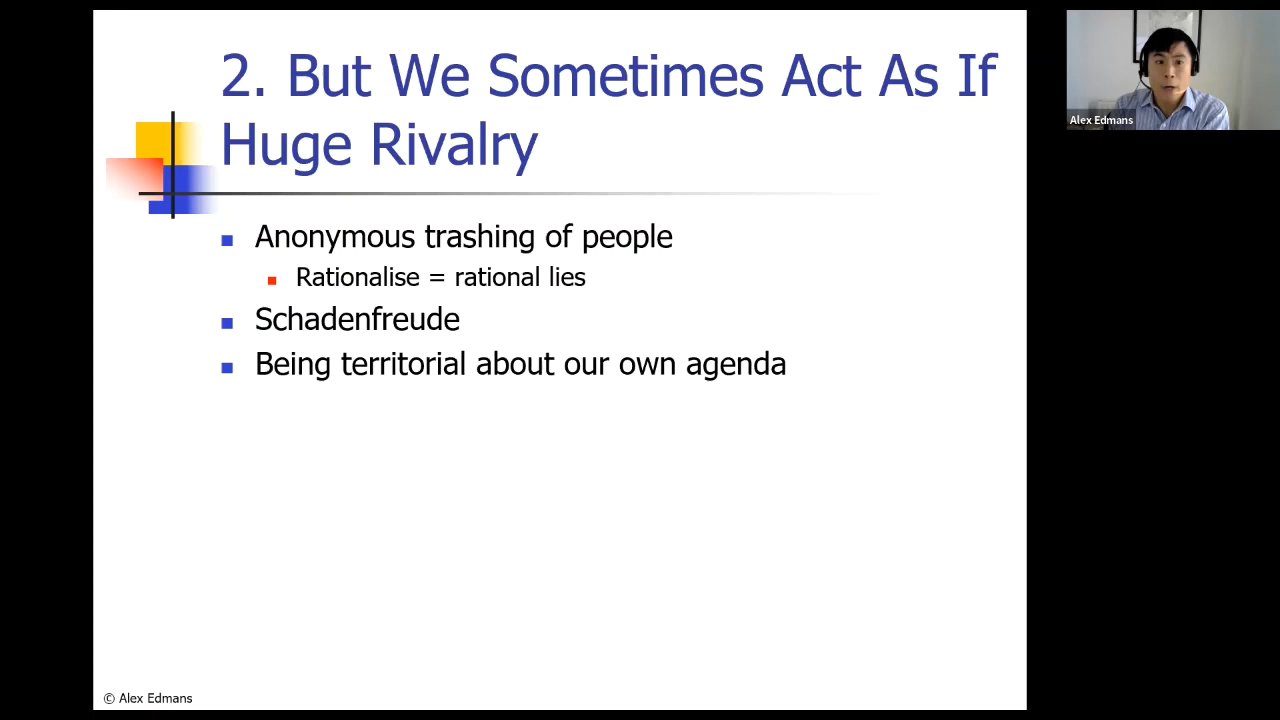 2. But We Sometimes Act As If
Huge Rivalry
Anonymous trashing of people
Rationalise = rational lies
Schadenfreude
Being territorial about our own agenda
© Alex Edmans
Alex Edmans